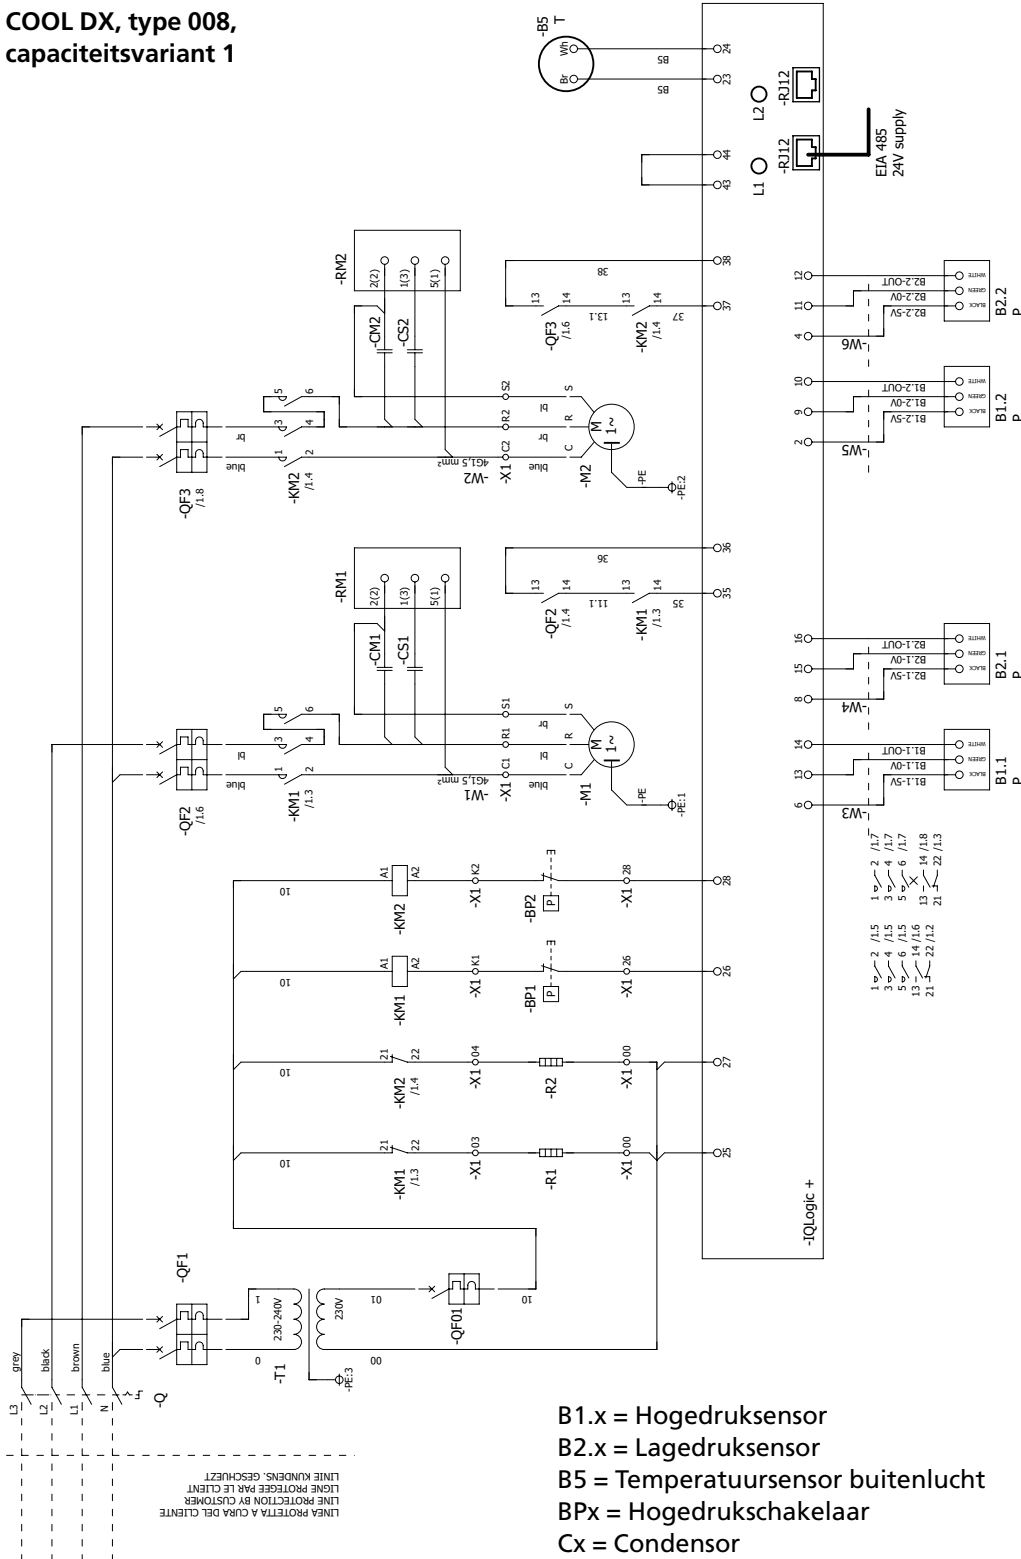 COOL DX, type 008,
capaciteitsvariant 1
-B5
T
Wh
Br
B5
B5
24
23
44
43
L2
-RJ12
L1
-RJ12
EIA 485
24V supply
-RM2
2(2)
1(3)
5(1)
-CM2
-CS2
38
37
38
13
14
-QF3
/1.6
13.1
13
14
-KM2
/1.4
37
12
11
4
B2.2-OUT
B2.2-0V
B2.2-5V
-W6
WHITE
GREEN
BLACK
B2.2
P
10
9
2
B1.2-OUT
B1.2-0V
B1.2-5V
-W5
WHITE
GREEN
BLACK
B1.2
P
-QF3
/1.8
br
blue
5
6
3
4
1
2
-KM2
/1.4
S2
R2
C2
4G1,5 mm²
-W2
-X1
S
R
C
bl
br
blue
M
1~
-M2
-PE
-PE:2
-RM1
2(2)
1(3)
5(1)
-CM1
-CS1
36
35
36
13
14
-QF2
/1.4
11.1
13
14
-KM1
/1.3
35
16
15
8
B2.1-OUT
B2.1-0V
B2.1-5V
-W4
WHITE
GREEN
BLACK
B2.1
P
14
13
6
B1.1-OUT
B1.1-0V
B1.1-5V
-W3
WHITE
GREEN
BLACK
B1.1
P
-QF2
/1.6
bl
blue
5
6
3
4
1
2
-KM1
/1.3
S1
R1
C1
4G1,5 mm²
-W1
-X1
S
R
C
br
bl
blue
M
1~
-M1
-PE
-PE:1
10
A1
A2
-KM2
K2
-X1
P
-BP2
28
-X1
28
10
A1
A2
-KM1
K1
-X1
P
-BP1
26
-X1
26
1 2 /1.7
3 4 /1.7
5 6 /1.7
13 14 /1.8
21 22 /1.3
1 2 /1.5
3 4 /1.5
5 6 /1.5
13 14 /1.6
21 22 /1.2
10
21
22
-KM2
/1.4
04
-X1
-R2
00
-X1
27
10
21
22
-KM1
/1.3
03
-X1
-R1
00
-X1
25
-IQLogic +
-QF1
1
0
230-240V
230V
-T1
-PE:3
01
00
-QF01
10
grey
black
brown
blue
L3
L2
L1
N
-Q
LINEA PROTETTA A CURA DEL CLIENTE
LINE PROTECTION BY CUSTOMER
LIGNE PROTEGEE PAR LE CLIENT
LINIE KUNDENS. GESCHUEZT
B1.x = Hogedruksensor
B2.x = Lagedruksensor
B5 = Temperatuursensor buitenlucht
BPx = Hogedrukschakelaar
Cx = Condensor